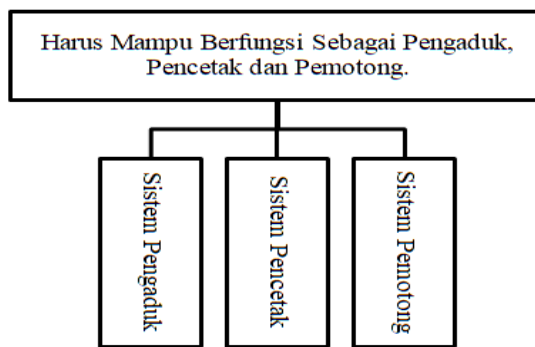 Harus Mampu Berfungsi Sebagai Pengaduk,
Pencetak dan Pemotong.
Sistem Pengaduk
Sistem Pencetak
Sistem Pemotong